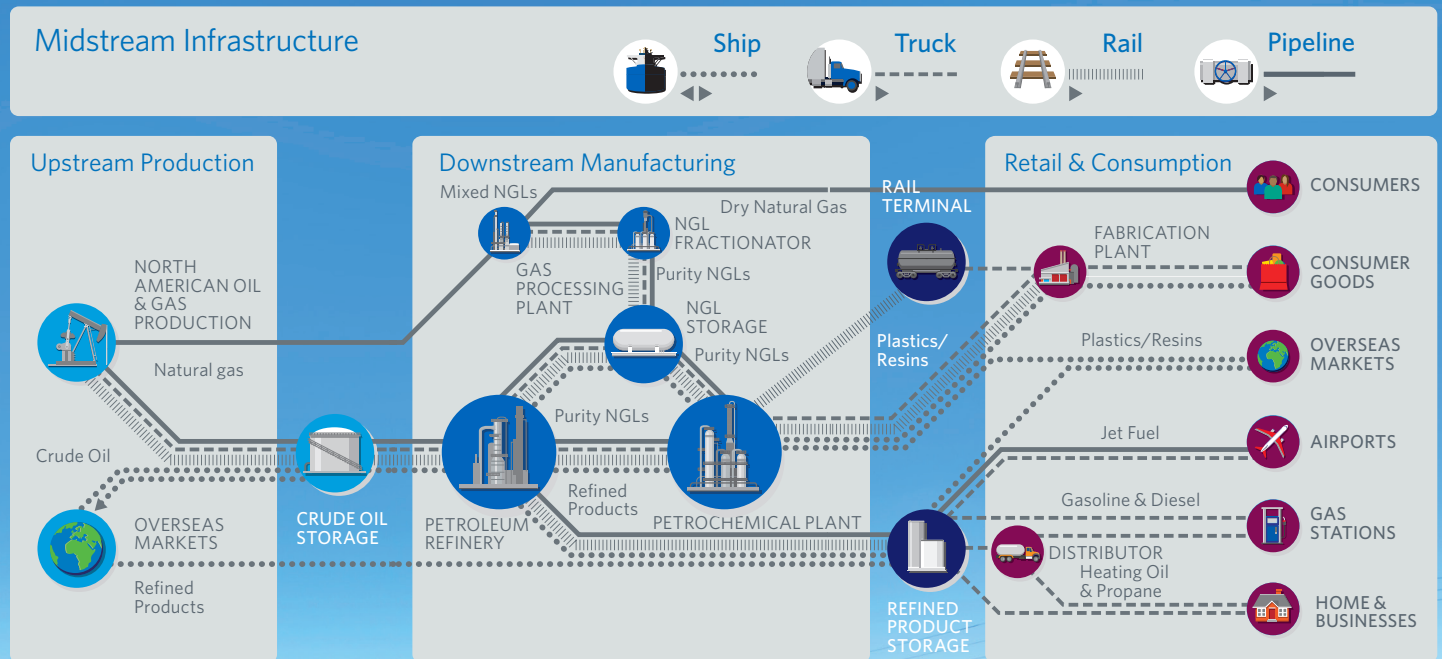 Midstream Infrastructure
Ship
Truck
Rail
Pipeline
Upstream Production
NORTH
AMERICAN OIL
& GAS
PRODUCTION
Natural gas
Crude Oil
OVERSEAS
MARKETS
Refined
Products
CRUDE OIL
STORAGE
Downstream Manufacturing
Mixed NGLs
Dry Natural Gas
NGL
FRACTIONATOR
GAS
PROCESSING
PLANT
Purity NGLs
NGL
STORAGE
Purity NGLs
Purity NGLs
Refined
Products
PETROLEUM
REFINERY
PETROCHEMICAL PLANT
RAIL
TERMINAL
Plastics/
Resins
REFINED
PRODUCT
STORAGE
Retail & Consumption
CONSUMERS
FABRICATION
PLANT
CONSUMER
GOODS
Plastics/Resins
OVERSEAS
MARKETS
Jet Fuel
AIRPORTS
Gasoline & Diesel
GAS
STATIONS
DISTRIBUTOR
Heating Oil
& Propane
HOME &
BUSINESSES